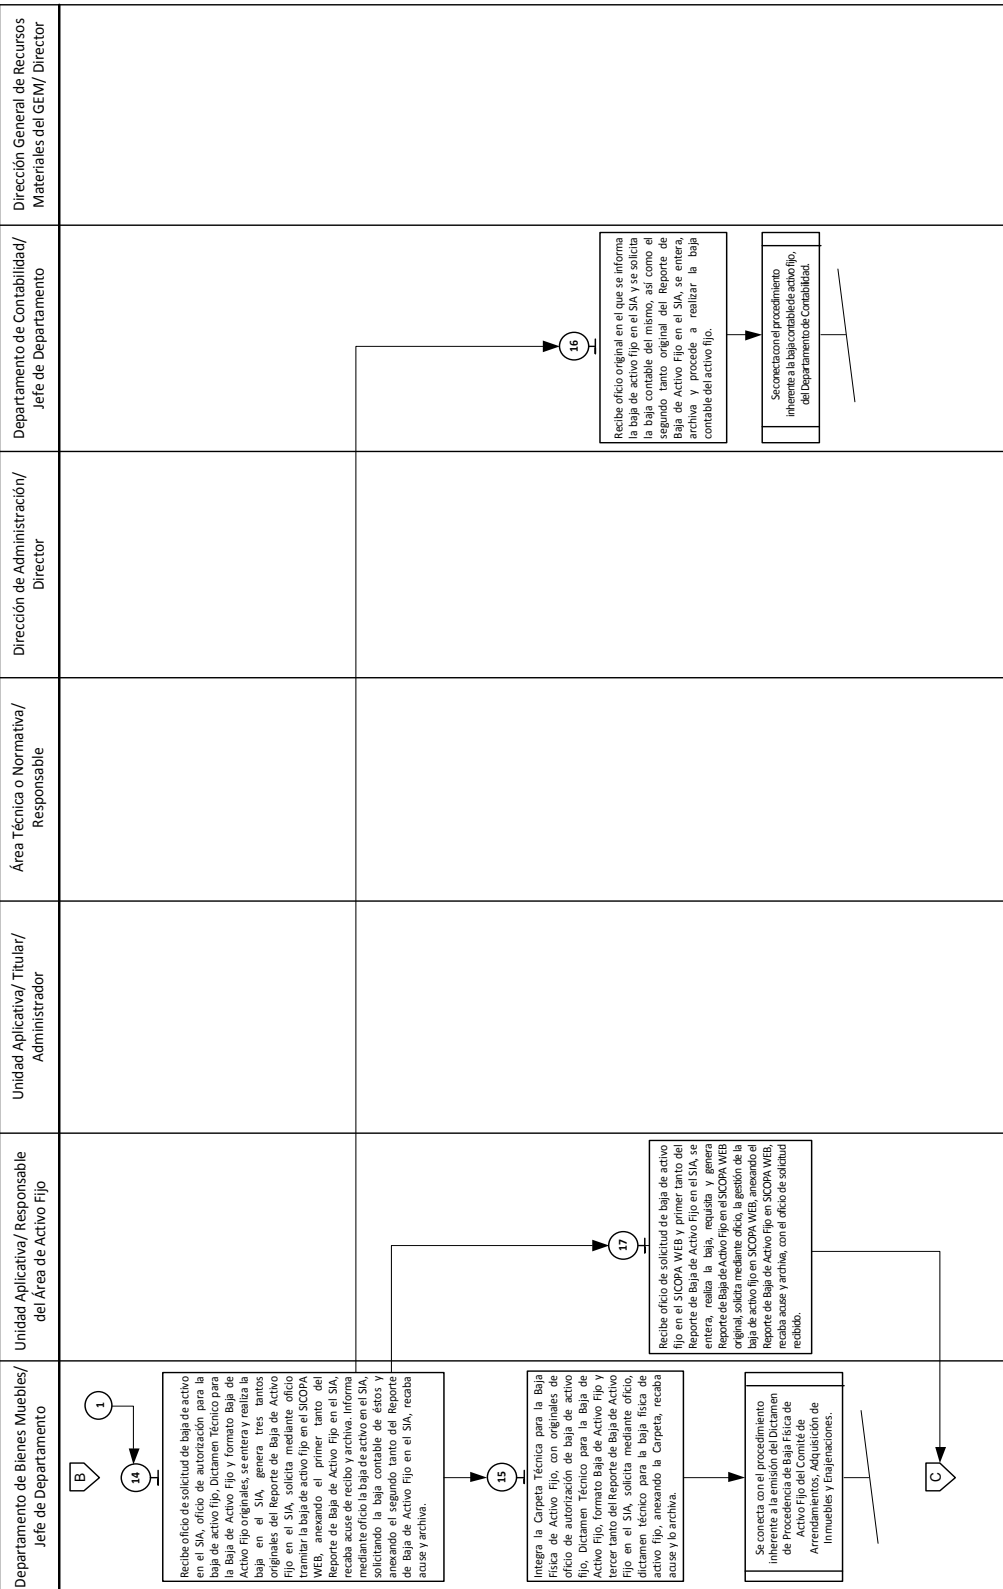 Departamento de Bienes Muebles/
Jefe de Departamento
Unidad Aplicativa/ Responsable
del Área de Activo Fijo
Unidad Aplicativa/ Titular/
Administrador
Área Técnica o Normativa/
Responsable
Dirección de Administración/
Director
Departamento de Contabilidad/
Jefe de Departamento
Dirección General de Recursos
Materiales del GEM/ Director
B
1
14
Recibe oficio de solicitud de baja de activo
en el SIA, oficio de autorización para la
baja de activo fijo, Dictamen Técnico para
la Baja de Activo Fijo y formato Baja de
Activo Fijo originales, se entera y realiza la
baja en el SIA, genera tres tantos
originales del Reporte de Baja de Activo
Fijo en el SIA, solicita mediante oficio
tramitar la baja de activo fijo en el SICOPA
WEB, anexando el primer tanto del
Reporte de Baja de Activo Fijo en el SIA,
recaba acuse de recibo y archiva. Informa
mediante oficio la baja de activo en el SIA,
solicitando la baja contable de éstos y
anexando el segundo tanto del Reporte
de Baja de Activo Fijo en el SIA, recaba
acuse y archiva.
15
Integra la Carpeta Técnica para la Baja
Física de Activo Fijo, con originales de
oficio de autorización de baja de activo
fijo, Dictamen Técnico para la Baja de
Activo Fijo, formato Baja de Activo Fijo y
tercer tanto del Reporte de Baja de Activo
Fijo en el SIA, solicita mediante oficio,
dictamen técnico para la baja física de
activo fijo, anexando la Carpeta, recaba
acuse y lo archiva.
Se conecta con el procedimiento
inherente a la emisión del Dictamen
de Procedencia de Baja Física de
Activo Fijo del Comité de
Arrendamientos, Adquisición de
Inmuebles y Enajenaciones.
16
Recibe oficio original en el que se informa
la baja de activo fijo en el SIA y se solicita
la baja contable del mismo, así como el
segundo tanto original del Reporte de
Baja de Activo Fijo en el SIA, se entera,
archiva y procede a realizar la baja
contable del activo fijo.
Se conecta con el procedimiento
inherente a la baja contable de activo fijo,
del Departamento de Contabilidad.
17
Recibe oficio de solicitud de baja de activo
fijo en el SICOPA WEB y primer tanto del
Reporte de Baja de Activo Fijo en el SIA, se
entera, realiza la baja, requisita y genera
Reporte de Baja de Activo Fijo en el SICOPA WEB
original, solicita mediante oficio, la gestión de la
baja de activo fijo en SICOPA WEB, anexando el
Reporte de Baja de Activo Fijo en SICOPA WEB,
recaba acuse y archiva, con el oficio de solicitud
recibido.
C